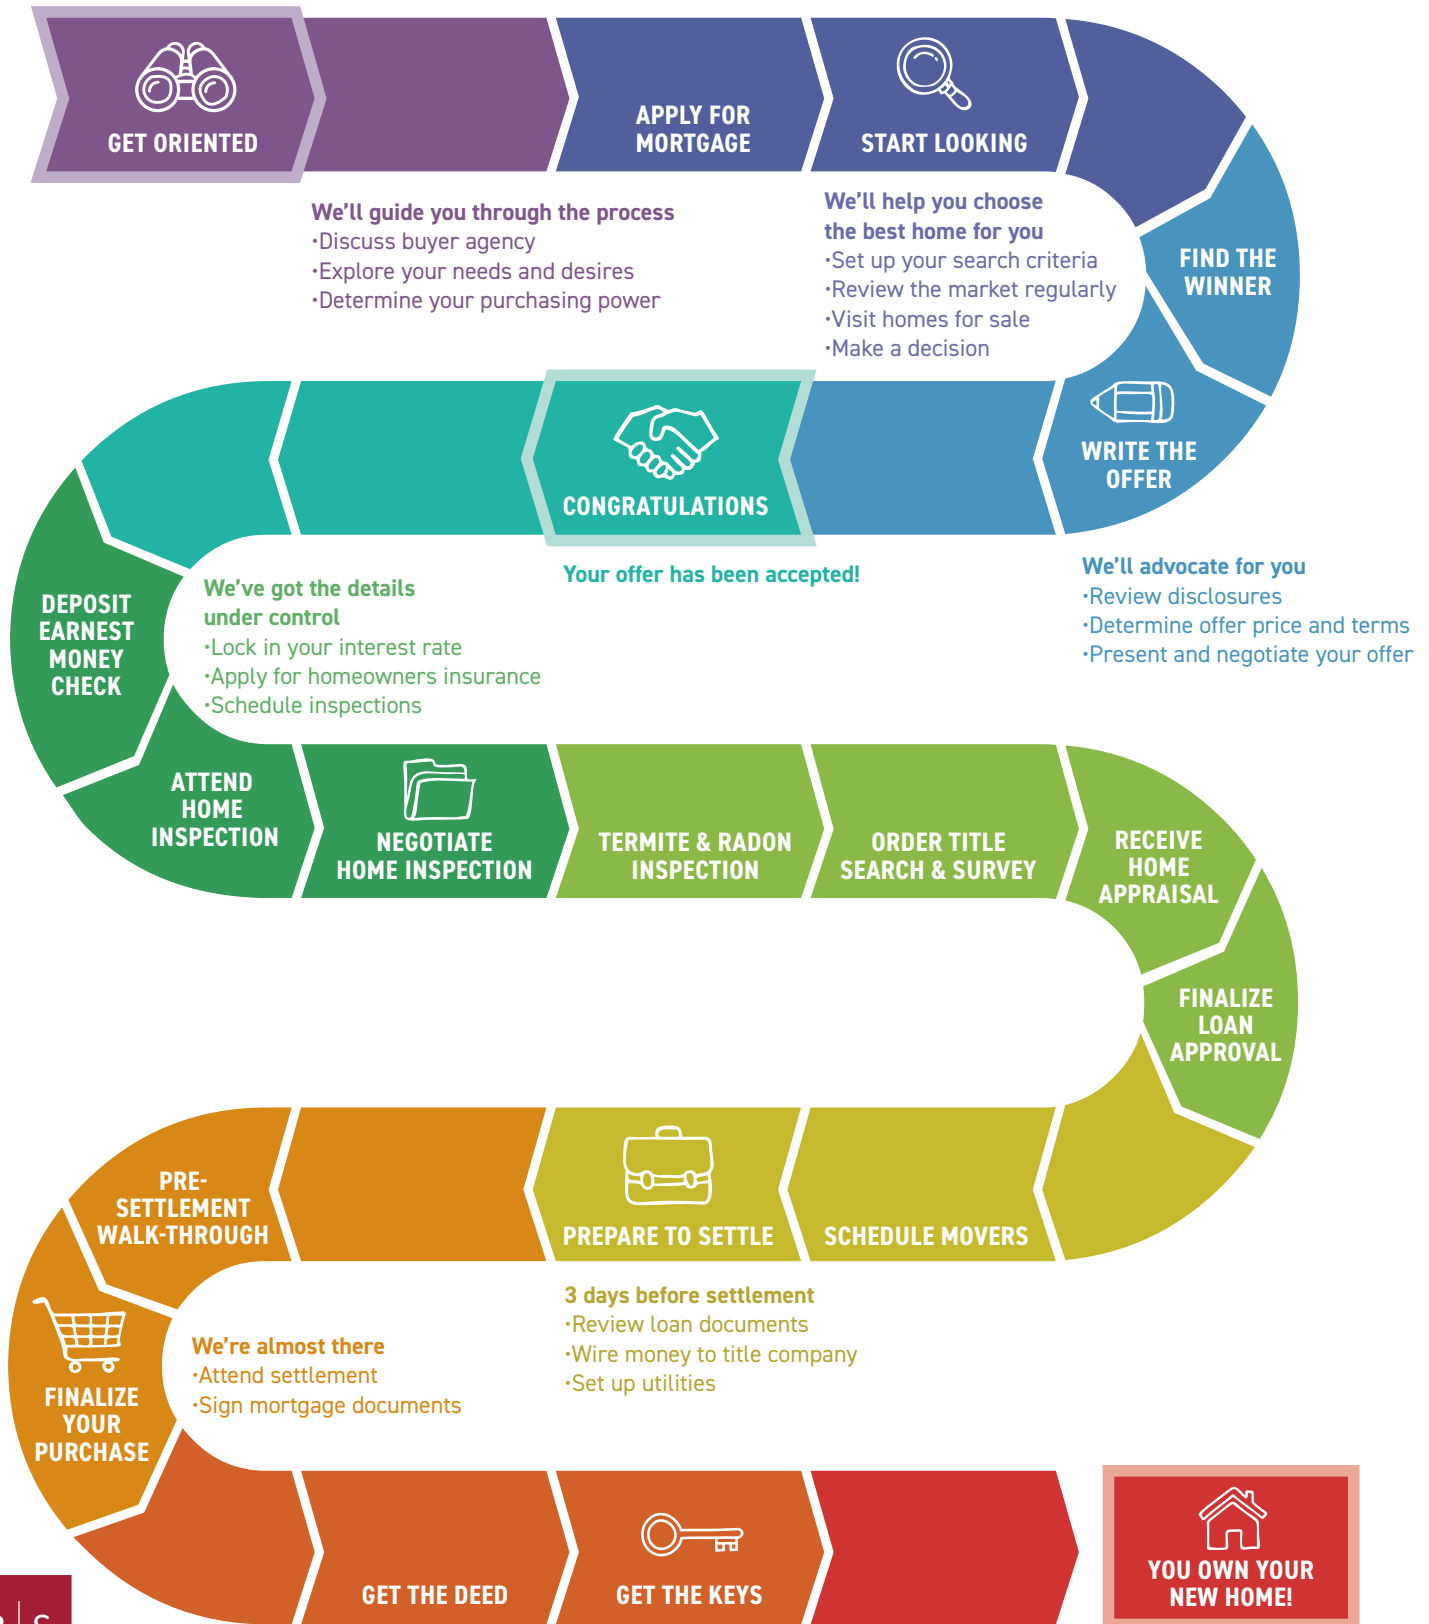 GET ORIENTED
APPLY FOR
MORTGAGE
START LOOKING
We'll guide you through the process
·Discuss buyer agency
·Explore your needs and desires
·Determine your purchasing power
We'll help you choose
the best home for you
·Set up your search criteria
·Review the market regularly
·Visit homes for sale
·Make a decision
FIND THE
WINNER
WRITE THE
OFFER
We'll advocate for you
·Review disclosures
·Determine offer price and terms
·Present and negotiate your offer
CONGRATULATIONS
Your offer has been accepted!
DEPOSIT
EARNEST
MONEY
CHECK
We've got the details
under control
·Lock in your interest rate
·Apply for homeowners insurance
·Schedule inspections
ATTEND
HOME
INSPECTION
NEGOTIATE
HOME INSPECTION
TERMITE & RADON
INSPECTION
ORDER TITLE
SEARCH & SURVEY
RECEIVE
HOME
APPRAISAL
FINALIZE
LOAN
APPROVAL
SCHEDULE MOVERS
PREPARE TO SETTLE
3 days before settlement
·Review loan documents
·Wire money to title company
·Set up utilities
PRE-
SETTLEMENT
WALK-THROUGH
FINALIZE
YOUR
PURCHASE
We're almost there
·Attend settlement
·Sign mortgage documents
GET THE DEED
GET THE KEYS
YOU OWN YOUR
NEW HOME!